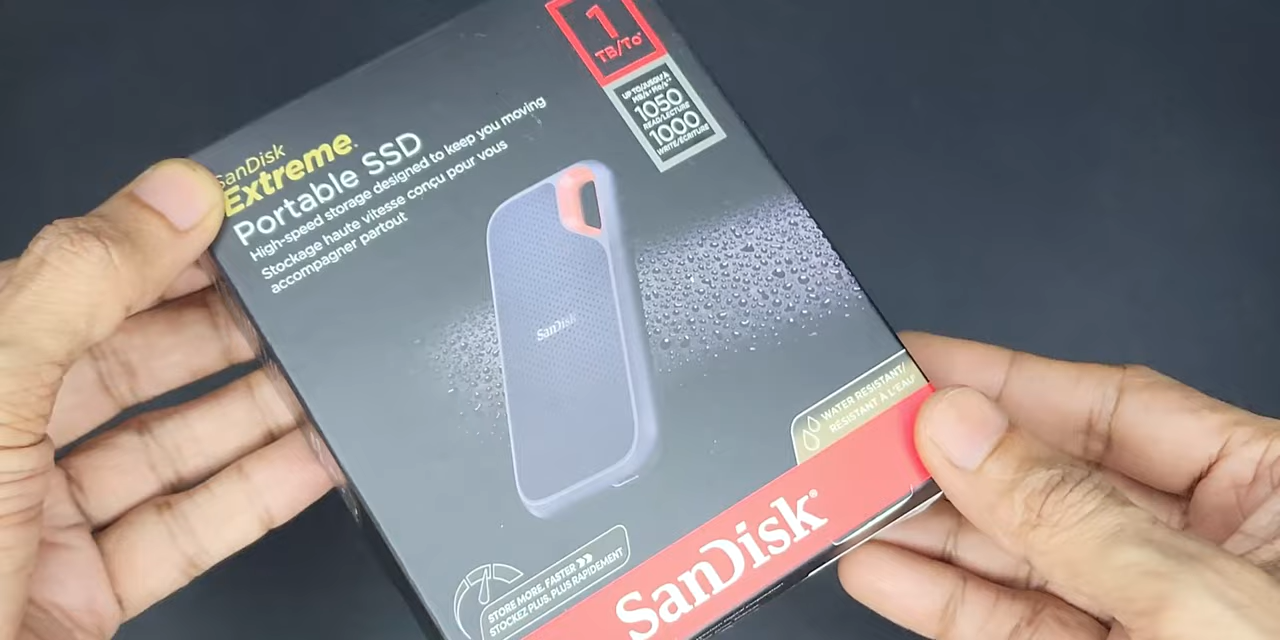 1
TB/To*
UP TO/JUSQU'À
MB/s • Mo/s**
1050
READ/LECTURE
1000
WRITE/ÉCRITURE
SanDisk
Extreme®
Portable SSD
High-speed storage designed to keep you moving
Stockage haute vitesse conçu pour vous
accompagner partout
SanDisk
WATER RESISTANT/
RÉSISTANT À L'EAU
STORE MORE, FASTER
STOCKEZ PLUS, PLUS RAPIDEMENT
SanDisk®